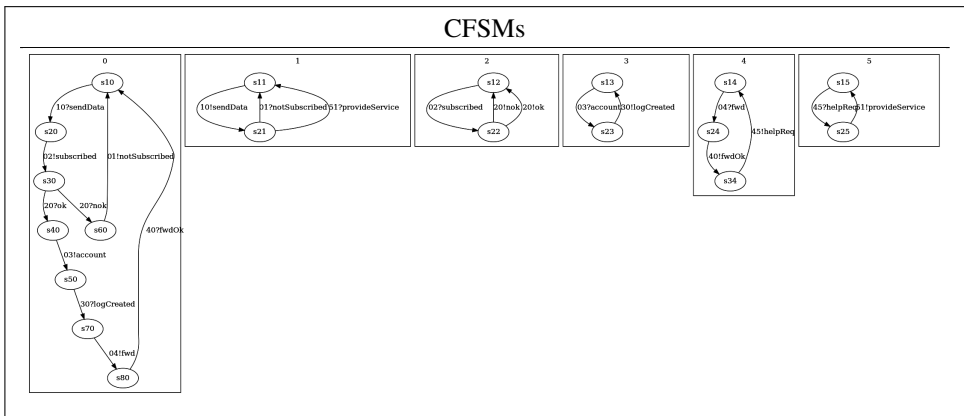 CFSMs
0
s10
10?sendData
s20
02!subscribed
01!notSubscribed
s30
20?ok
20?nok
s40
s60
40?fwdOk
03!account
s50
30?logCreated
s70
04!fwd
s80
1
s11
10!sendData
01?notSubscribed
51?provideService
s21
2
s12
02?subscribed
20!nok
20!ok
s22
3
s13
03?account
30!logCreated
s23
4
s14
04?fwd
s24
45!helpReq
40!fwdOk
s34
5
s15
45?helpReq
51!provideService
s25